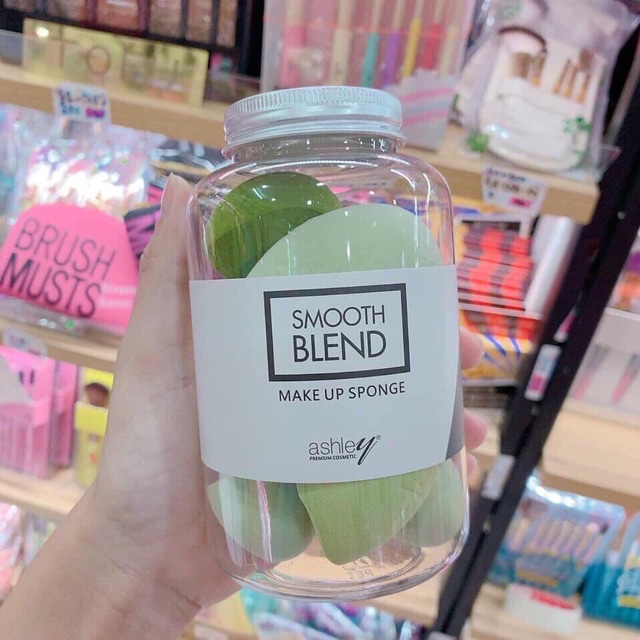 SMOOTH
BLEND
MAKE UP SPONGE
ashley®
PREMIUM COSMETIC
BRUSH
MUSTS